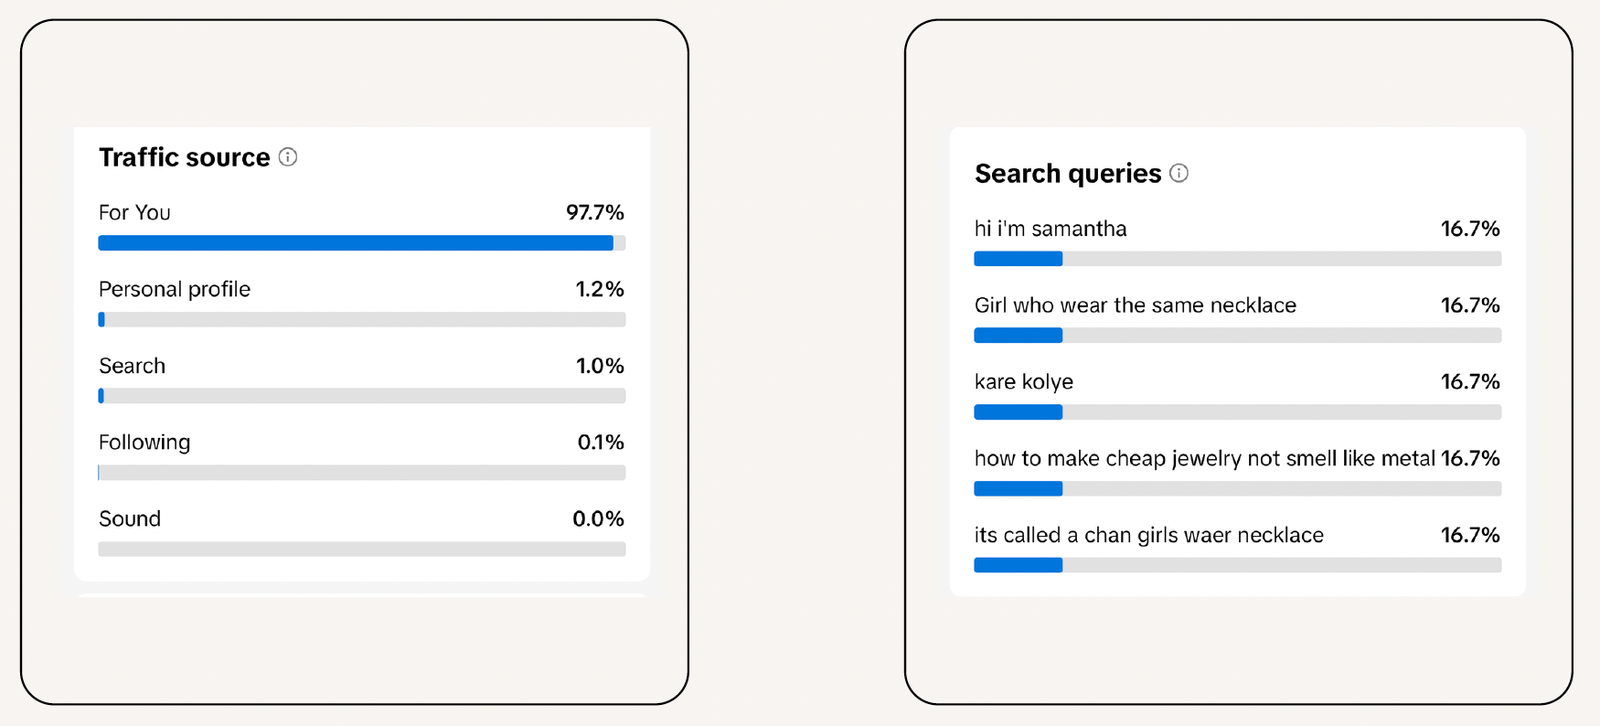 Traffic source
For You 97.7%
Personal profile 1.2%
Search 1.0%
Following 0.1%
Sound 0.0%
Search queries
hi i'm samantha 16.7%
Girl who wear the same necklace 16.7%
kare kolye 16.7%
how to make cheap jewelry not smell like metal 16.7%
its called a chan girls waer necklace 16.7%